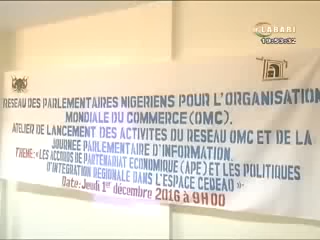 LABARI
19:53:32
RESEAU DES PARLEMENTAIRES NIGERIENS POUR L'ORGANISATION
MONDIALE DU COMMERCE (OMC).
ATELIER DE LANCEMENT DES ACTIVITES DU RESEAU OMC ET DE LA
JOURNEE PARLEMENTAIRE D'INFORMATION.
THEME: «LES ACCORDS DE PARTENARIAT ECONOMIQUE (APE) ET LES POLITIQUES
D'INTEGRATION REGIONALE DANS L'ESPACE CEDEAO»
Date: Jeudi 1er décembre 2016 à 9H00